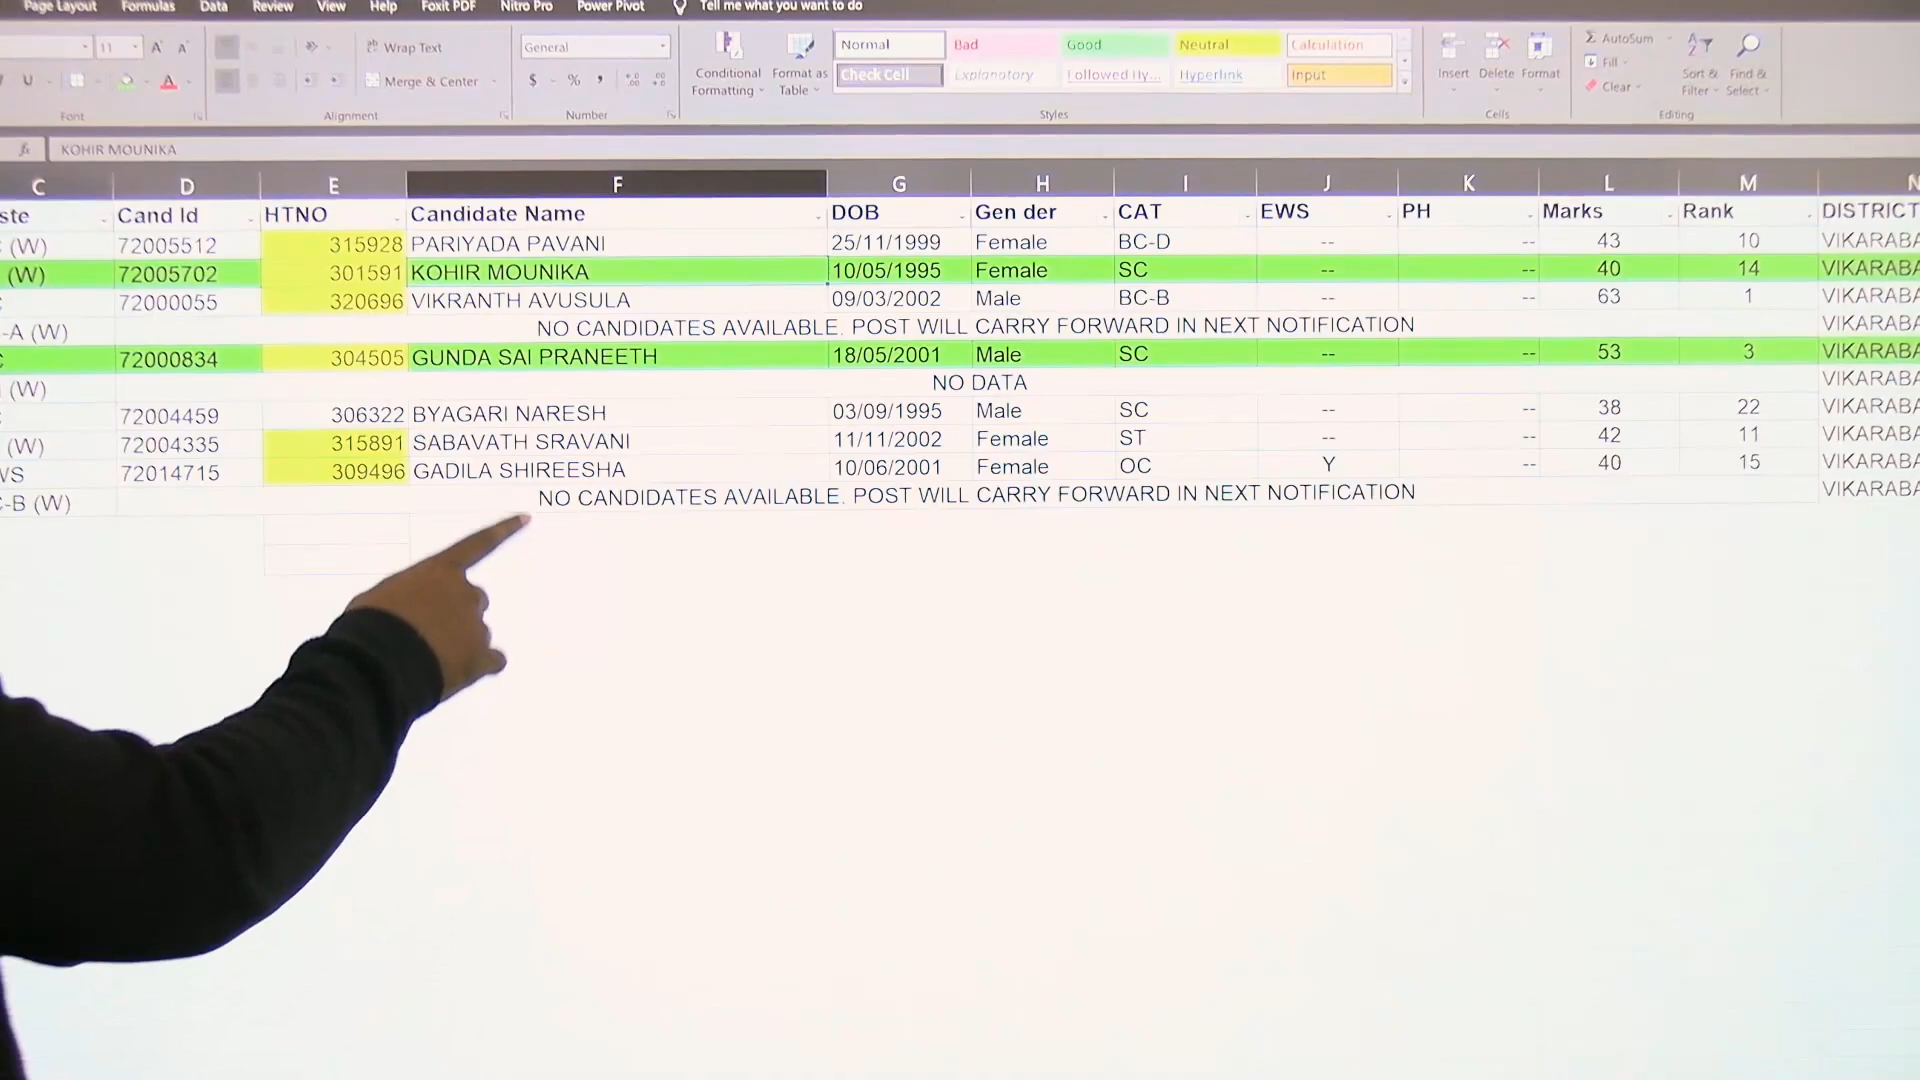 Page Layout Formulas Data Review View Help Foxit PDF Nitro Pro Power Pivot Tell me what you want to do
11 A A Wrap Text General Conditional Formatting Format as Table Normal Bad Good Neutral Calculation Insert Delete Format AutoSum Sort & Filter Find & Select
U A Merge & Center $ % , Check Cell Explanatory Followed Hy... Hyperlink Input Fill Clear
Font Alignment Number Styles Cells Editing
fx KOHIR MOUNIKA
C D E F G H I J K L M N
ste Cand Id HTNO Candidate Name DOB Gen der CAT EWS PH Marks Rank DISTRICT
(W) 72005512 315928 PARIYADA PAVANI 25/11/1999 Female BC-D -- -- 43 10 VIKARABA
(W) 72005702 301591 KOHIR MOUNIKA 10/05/1995 Female SC -- -- 40 14 VIKARABA
72000055 320696 VIKRANTH AVUSULA 09/03/2002 Male BC-B -- -- 63 1 VIKARABA
-A (W) NO CANDIDATES AVAILABLE. POST WILL CARRY FORWARD IN NEXT NOTIFICATION VIKARABA
72000834 304505 GUNDA SAI PRANEETH 18/05/2001 Male SC -- -- 53 3 VIKARABA
(W) NO DATA VIKARABA
72004459 306322 BYAGARI NARESH 03/09/1995 Male SC -- -- 38 22 VIKARABA
(W) 72004335 315891 SABAVATH SRAVANI 11/11/2002 Female ST -- -- 42 11 VIKARABA
WS 72014715 309496 GADILA SHIREESHA 10/06/2001 Female OC Y -- 40 15 VIKARABA
C-B (W) NO CANDIDATES AVAILABLE. POST WILL CARRY FORWARD IN NEXT NOTIFICATION VIKARABA